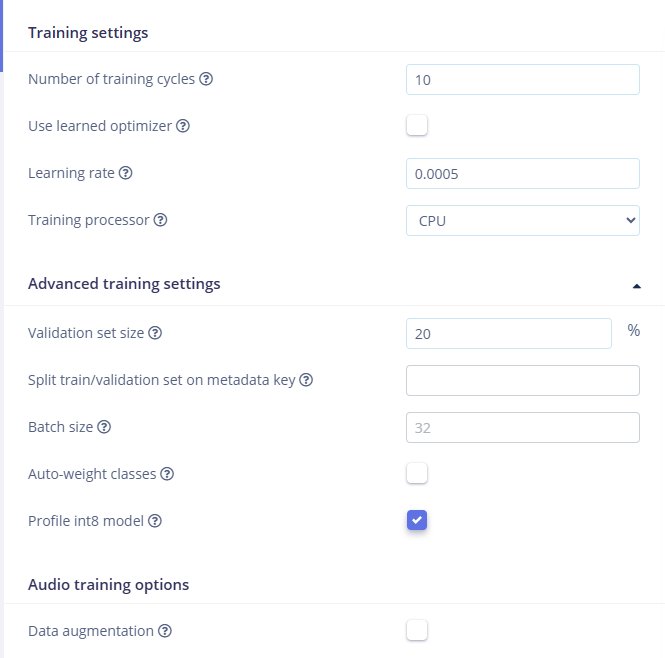 Training settings
Number of training cycles
10
Use learned optimizer
Learning rate
0.0005
Training processor
CPU
Advanced training settings
Validation set size
20
%
Split train/validation set on metadata key
Batch size
32
Auto-weight classes
Profile int8 model
Audio training options
Data augmentation